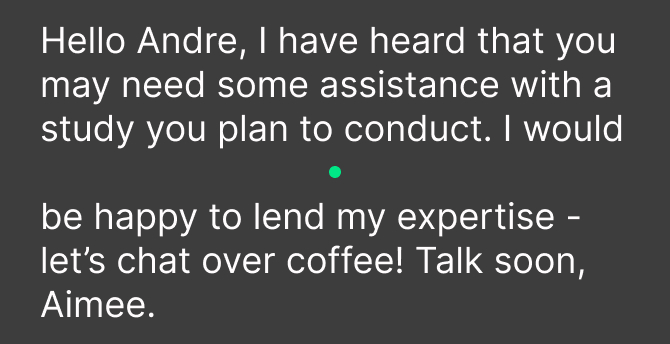 Hello Andre, I have heard that you
may need some assistance with a
study you plan to conduct. I would
be happy to lend my expertise -
let’s chat over coffee! Talk soon,
Aimee.